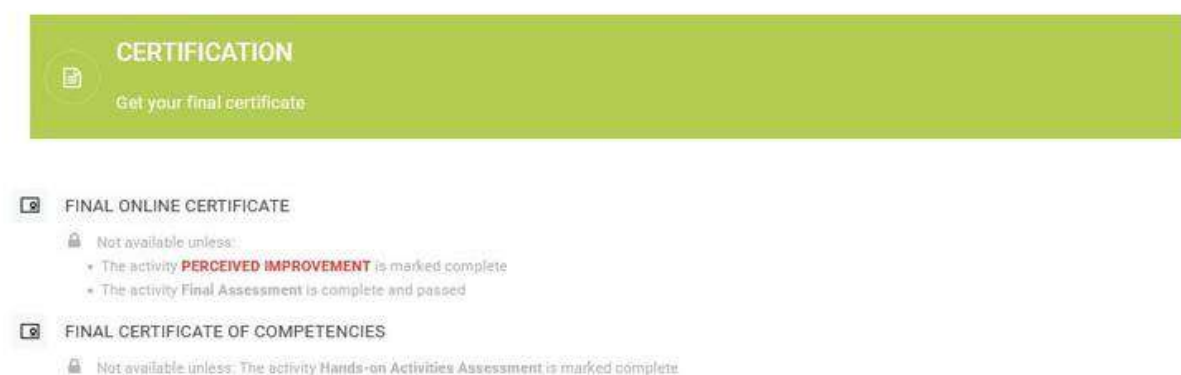 CERTIFICATION
Get your final certificate
FINAL ONLINE CERTIFICATE
Not available unless:
• The activity PERCEIVED IMPROVEMENT is marked complete
• The activity Final Assessment is complete and passed
FINAL CERTIFICATE OF COMPETENCIES
Not available unless: The activity Hands-on Activities Assessment is marked complete